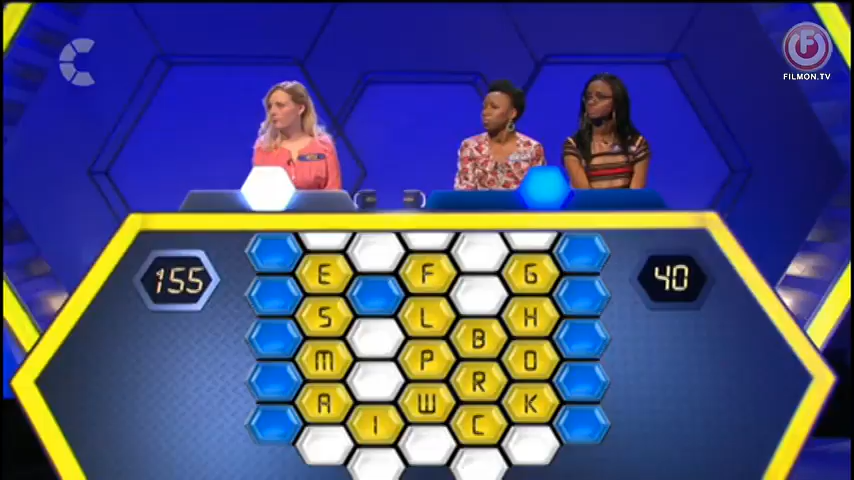 F
FILMON.TV
155
40
E F G
S L H
B
M P O
R
A W K
I C